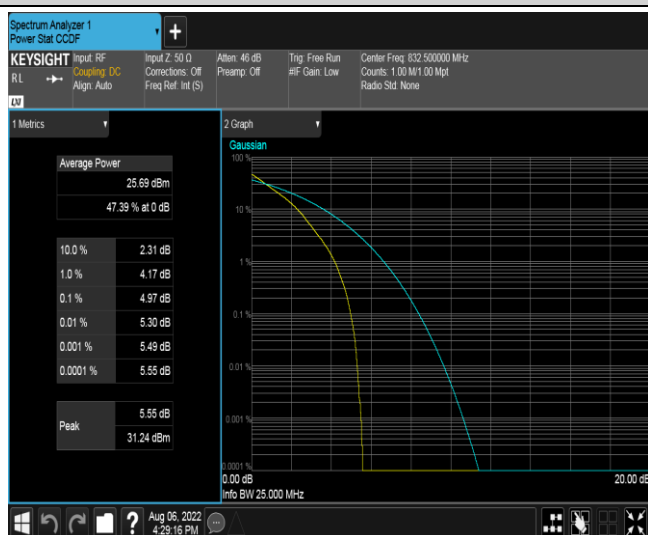 Spectrum Analyzer 1
Power Stat CCDF
+
KEYSIGHT
RL
LXI
Input: RF
Coupling: DC
Align: Auto
Input Z: 50 Ω
Corrections: Off
Freq Ref: Int (S)
Atten: 46 dB
Preamp: Off
Trig: Free Run
#IF Gain: Low
Center Freq: 832.500000 MHz
Counts: 1.00 M/1.00 Mpt
Radio Std: None
1 Metrics
Average Power
25.69 dBm
47.39 % at 0 dB
10.0 % 2.31 dB
1.0 % 4.17 dB
0.1 % 4.97 dB
0.01 % 5.30 dB
0.001 % 5.49 dB
0.0001 % 5.55 dB
Peak
5.55 dB
31.24 dBm
2 Graph
Gaussian
100 %
10 %
1 %
0.1 %
0.01 %
0.001 %
0.0001 %
0.00 dB 20.00 dB
Info BW 25.000 MHz
?
Aug 06, 2022
4:29:16 PM